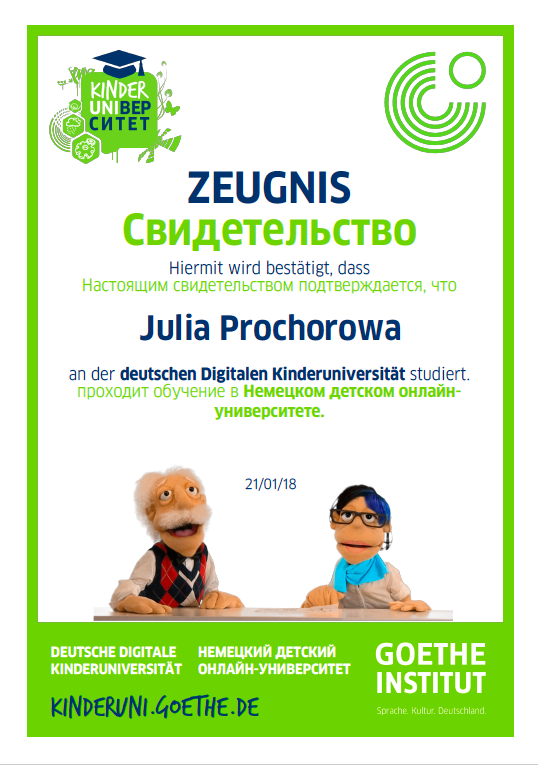 KINDER
UNIВЕР
СИТЕТ
ZEUGNIS
Свидетельство
Hiermit wird bestätigt, dass
Настоящим свидетельством подтверждается, что
Julia Prochorowa
an der deutschen Digitalen Kinderuniversität studiert.
проходит обучение в Немецком детском онлайн-
университете.
21/01/18
DEUTSCHE DIGITALE
KINDERUNIVERSITÄT
НЕМЕЦКИЙ ДЕТСКИЙ
ОНЛАЙН-УНИВЕРСИТЕТ
KINDERUNI.GOETHE.DE
GOETHE
INSTITUT
Sprache. Kultur. Deutschland.